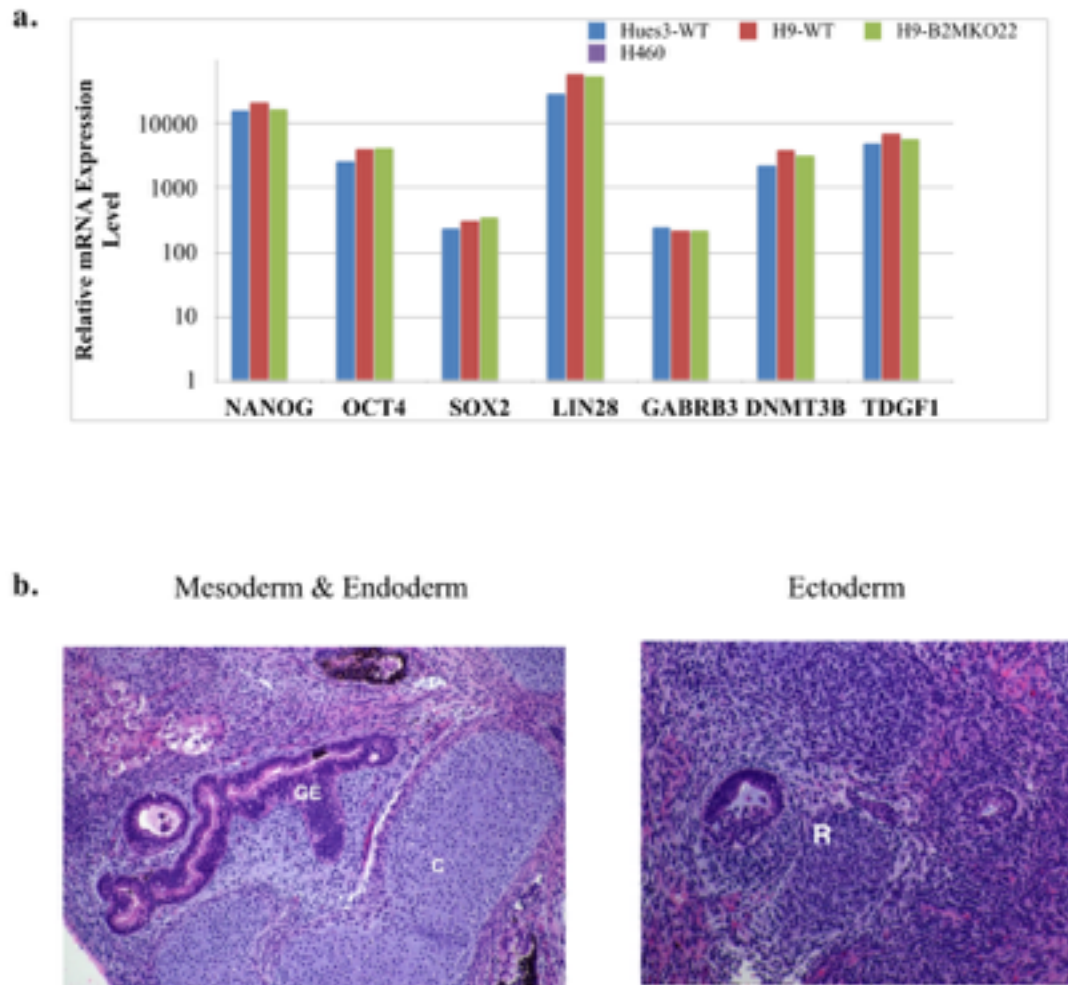 a.
Hues3-WT H9-WT H9-B2MKO22
H460
Relative mRNA Expression
Level
10000
1000
100
10
1
NANOG OCT4 SOX2 LIN28 GABRB3 DNMT3B TDGF1
b.
Mesoderm & Endoderm Ectoderm
GE
C
R